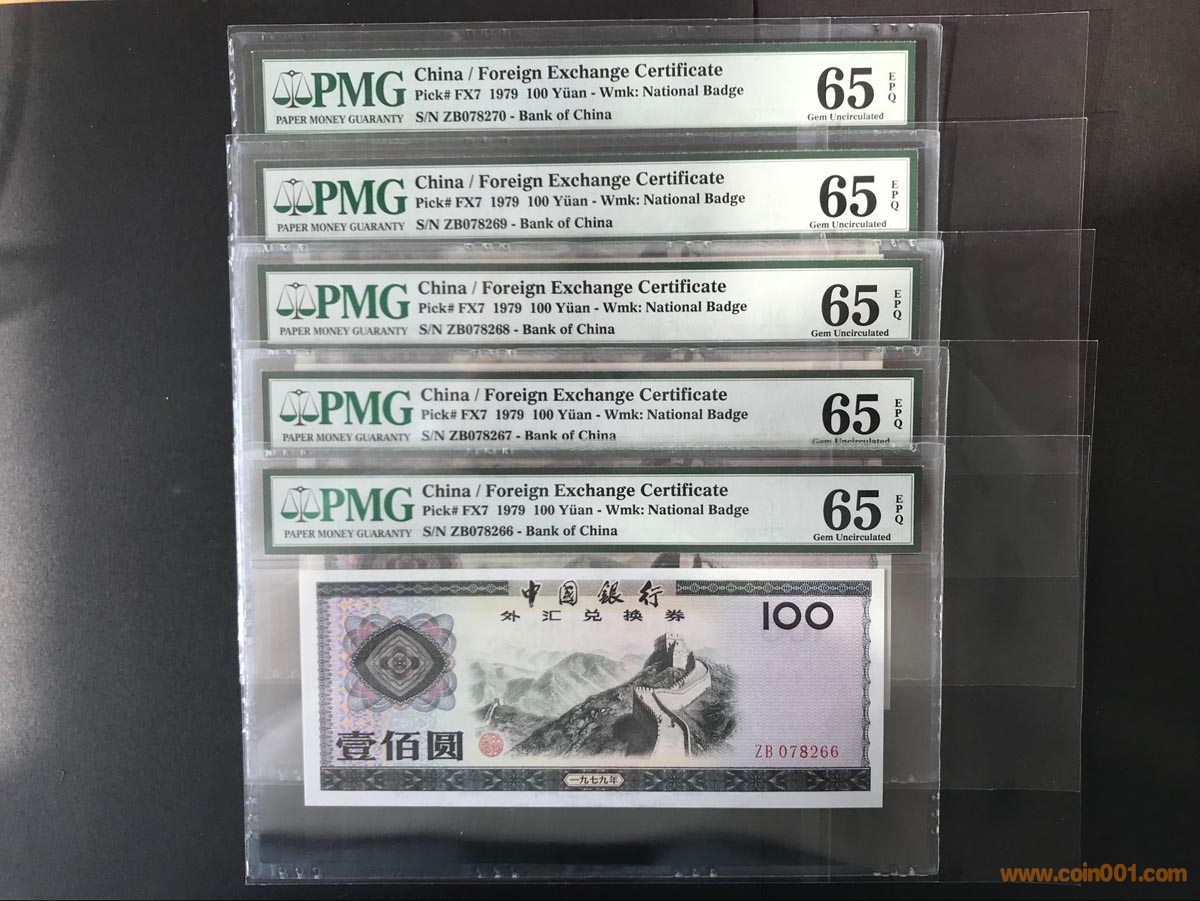 PMG
PAPER MONEY GUARANTY
China / Foreign Exchange Certificate
Pick# FX7 1979 100 Yüan - Wmk: National Badge
S/N ZB078270 - Bank of China
65
EPQ
Gem Uncirculated
PMG
PAPER MONEY GUARANTY
China / Foreign Exchange Certificate
Pick# FX7 1979 100 Yüan - Wmk: National Badge
S/N ZB078269 - Bank of China
65
EPQ
Gem Uncirculated
PMG
PAPER MONEY GUARANTY
China / Foreign Exchange Certificate
Pick# FX7 1979 100 Yüan - Wmk: National Badge
S/N ZB078268 - Bank of China
65
EPQ
Gem Uncirculated
PMG
PAPER MONEY GUARANTY
China / Foreign Exchange Certificate
Pick# FX7 1979 100 Yüan - Wmk: National Badge
S/N ZB078267 - Bank of China
65
EPQ
Gem Uncirculated
PMG
PAPER MONEY GUARANTY
China / Foreign Exchange Certificate
Pick# FX7 1979 100 Yüan - Wmk: National Badge
S/N ZB078266 - Bank of China
65
EPQ
Gem Uncirculated
中国銀行
外汇兑换券
100
壹佰圆
ZB 078266
一九七九年
www.coin001.com